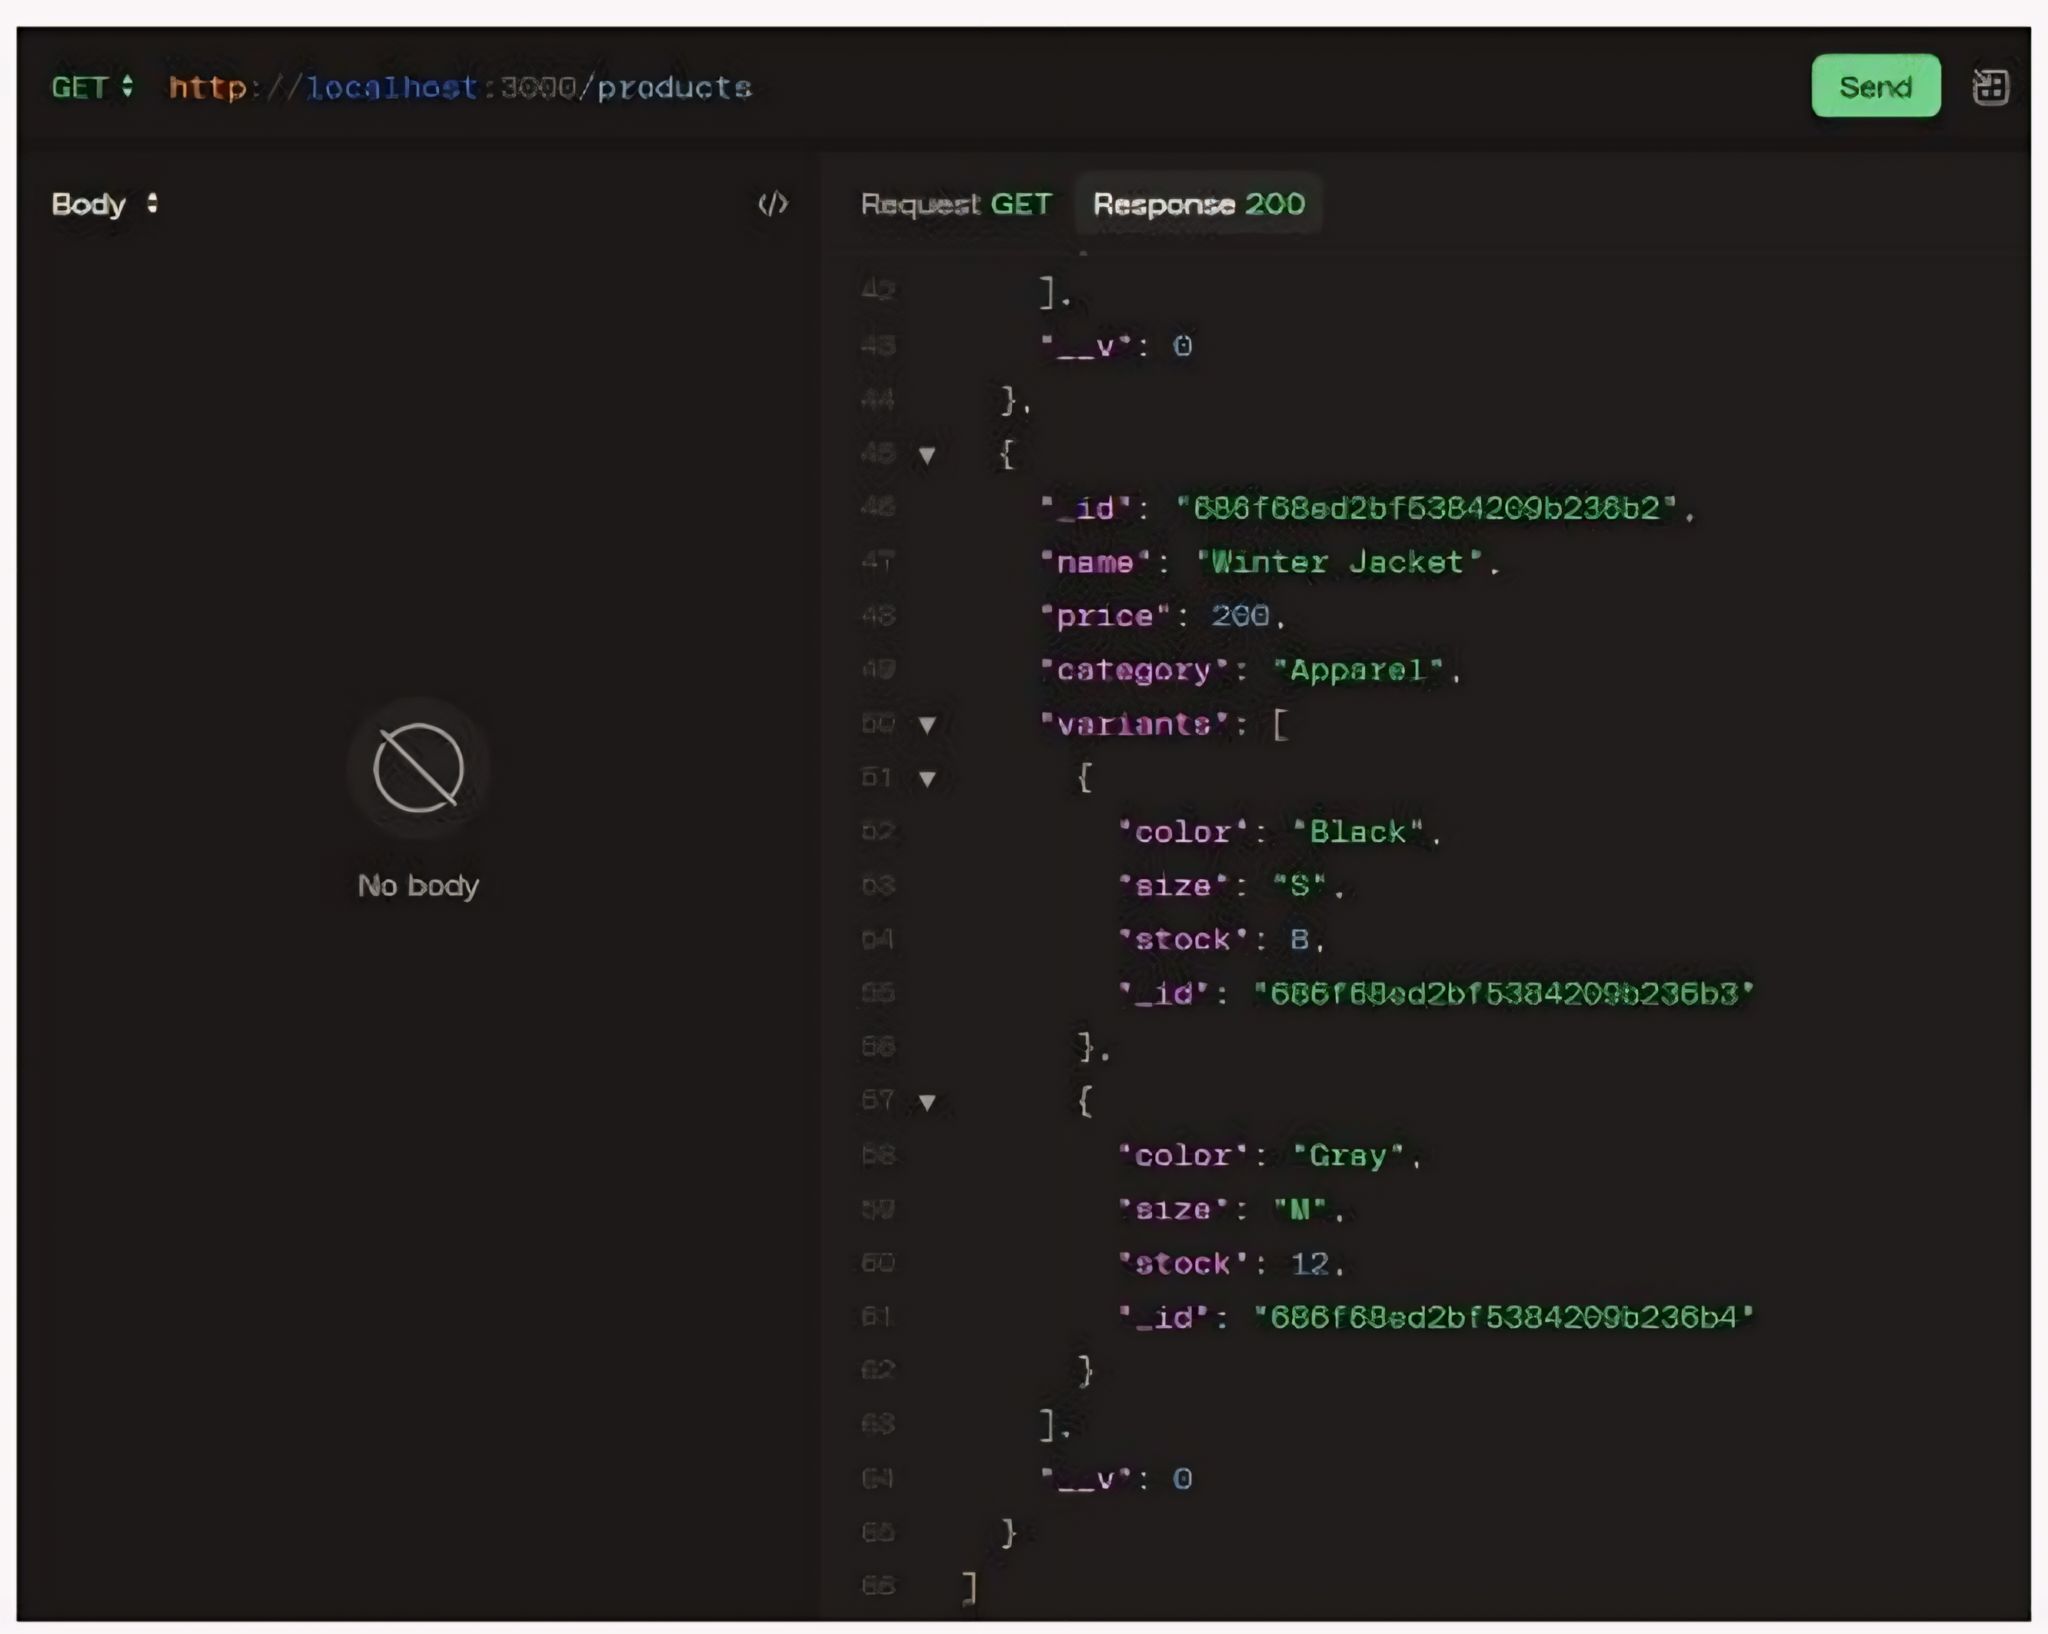 GET http://localhost:3000/products Send
Body
Request GET Response 200
No body
42 ],
43 "__v": 0
44 },
45 {
46 "_id": "686f68ed2bf5384209b236b2",
47 "name": "Winter Jacket",
48 "price": 200,
49 "category": "Apparel",
50 "variants": [
51 {
52 "color": "Black",
53 "size": "S",
54 "stock": 8,
55 "_id": "686f68ed2bf5384209b236b3"
56 },
57 {
58 "color": "Gray",
59 "size": "M",
60 "stock": 12,
61 "_id": "686f68ed2bf5384209b236b4"
62 }
63 ],
64 "__v": 0
65 }
66 ]